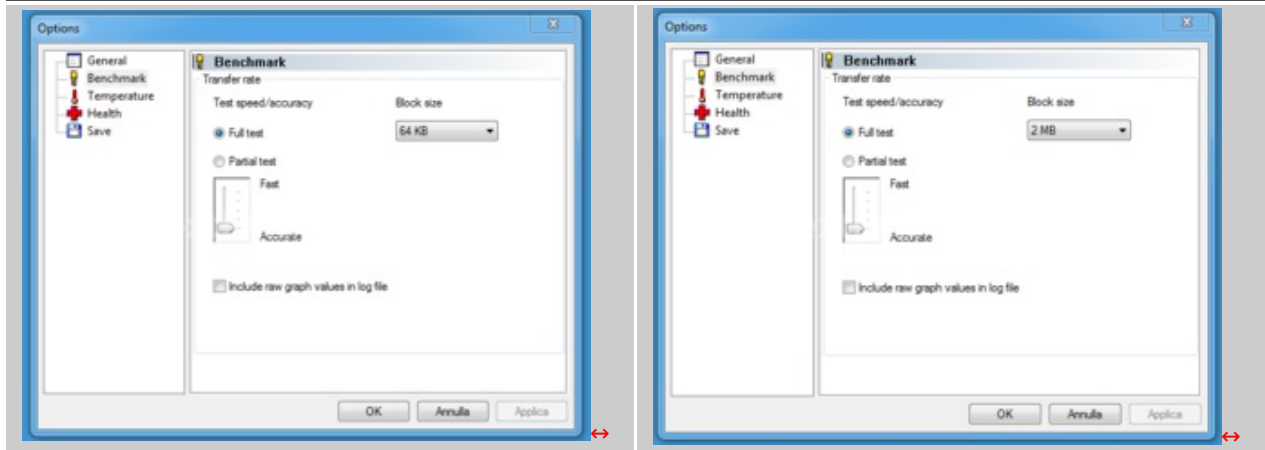 Options
General
Benchmark
Temperature
Health
Save
Benchmark
Transfer rate
Test speed/accuracy
Block size
Full test
64 KB
Partial test
Fast
Accurate
Include raw graph values in log file
OK
Annulla
Applica
Options
General
Benchmark
Temperature
Health
Save
Benchmark
Transfer rate
Test speed/accuracy
Block size
Full test
2 MB
Partial test
Fast
Accurate
Include raw graph values in log file
OK
Annulla
Applica